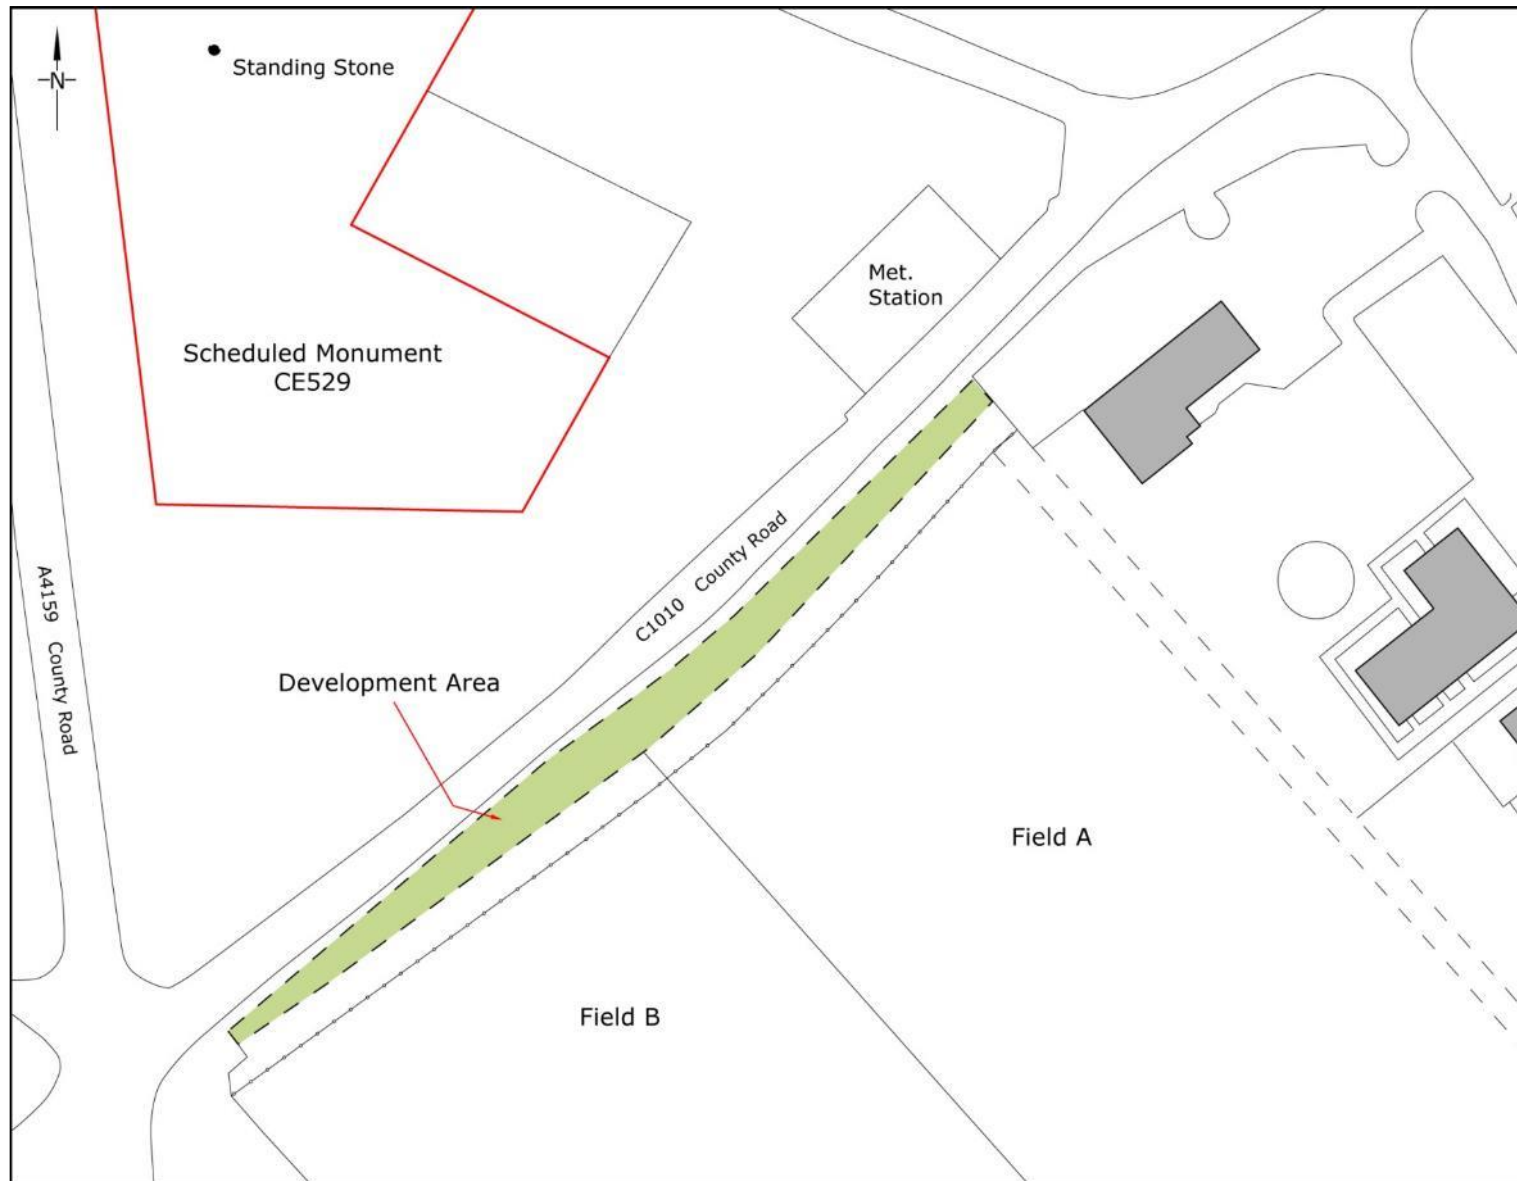 N
Standing Stone
Met.
Station
Scheduled Monument
CE529
C1010 County Road
A4159 County Road
Development Area
Field A
Field B